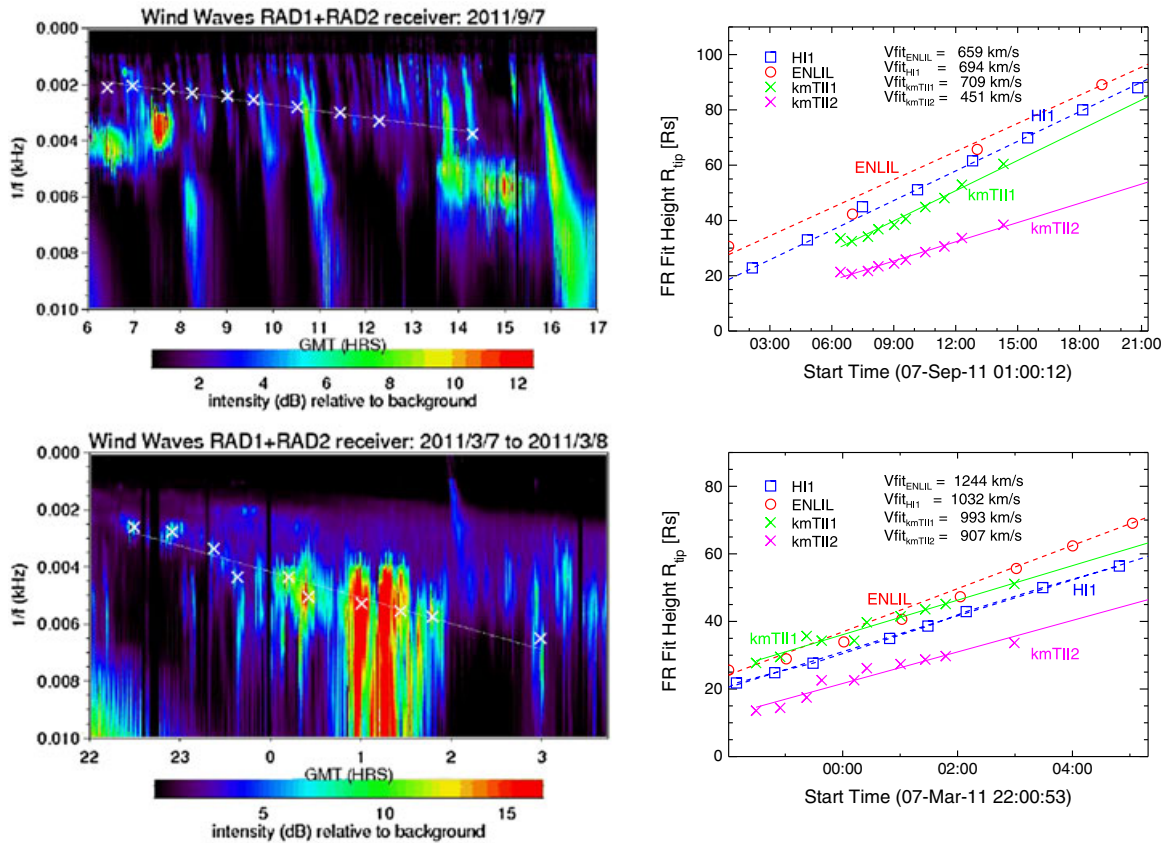 Wind Waves RAD1+RAD2 receiver: 2011/9/7
1/f (kHz)
0.000
0.002
0.004
0.006
0.008
0.010
6 7 8 9 10 11 12 13 14 15 16 17
GMT (HRS)
2 4 6 8 10 12
intensity (dB) relative to background
FR Fit Height Rtip [Rs]
100
80
60
40
20
0
HI1
ENLIL
kmTII1
kmTII2
VfitENLIL = 659 km/s
VfitHI1 = 694 km/s
VfitkmTII1 = 709 km/s
VfitkmTII2 = 451 km/s
HI1
ENLIL
kmTII1
kmTII2
03:00 06:00 09:00 12:00 15:00 18:00 21:00
Start Time (07-Sep-11 01:00:12)
Wind Waves RAD1+RAD2 receiver: 2011/3/7 to 2011/3/8
1/f (kHz)
0.000
0.002
0.004
0.006
0.008
0.010
22 23 0 1 2 3
GMT (HRS)
5 10 15
intensity (dB) relative to background
FR Fit Height Rtip [Rs]
80
60
40
20
0
HI1
ENLIL
kmTII1
kmTII2
VfitENLIL = 1244 km/s
VfitHI1 = 1032 km/s
VfitkmTII1 = 993 km/s
VfitkmTII2 = 907 km/s
ENLIL
HI1
kmTII1
kmTII2
00:00 02:00 04:00
Start Time (07-Mar-11 22:00:53)